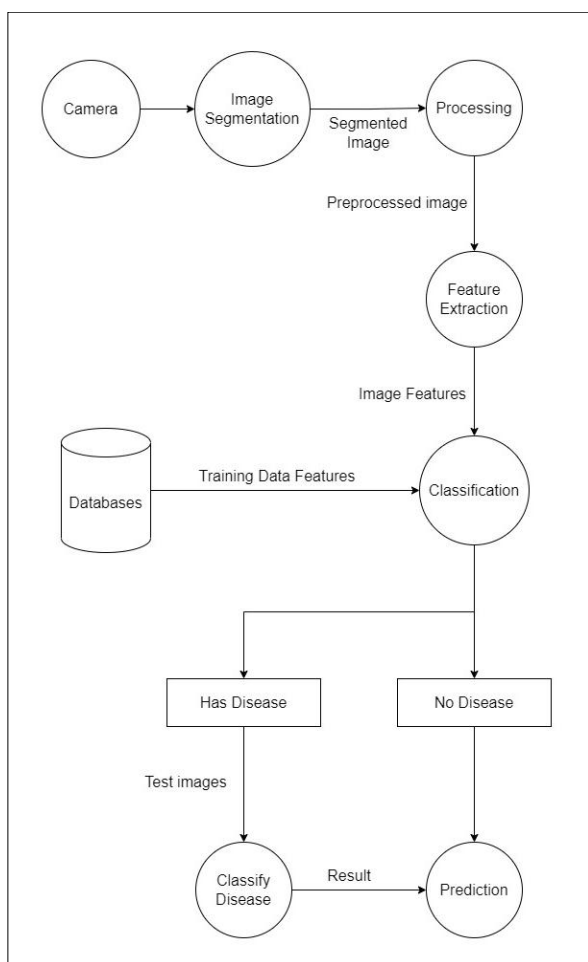 Camera
Image
Segmentation
Segmented
Image
Processing
Preprocessed image
Feature
Extraction
Image Features
Databases
Training Data Features
Classification
Has Disease
No Disease
Test images
Classify
Disease
Result
Prediction